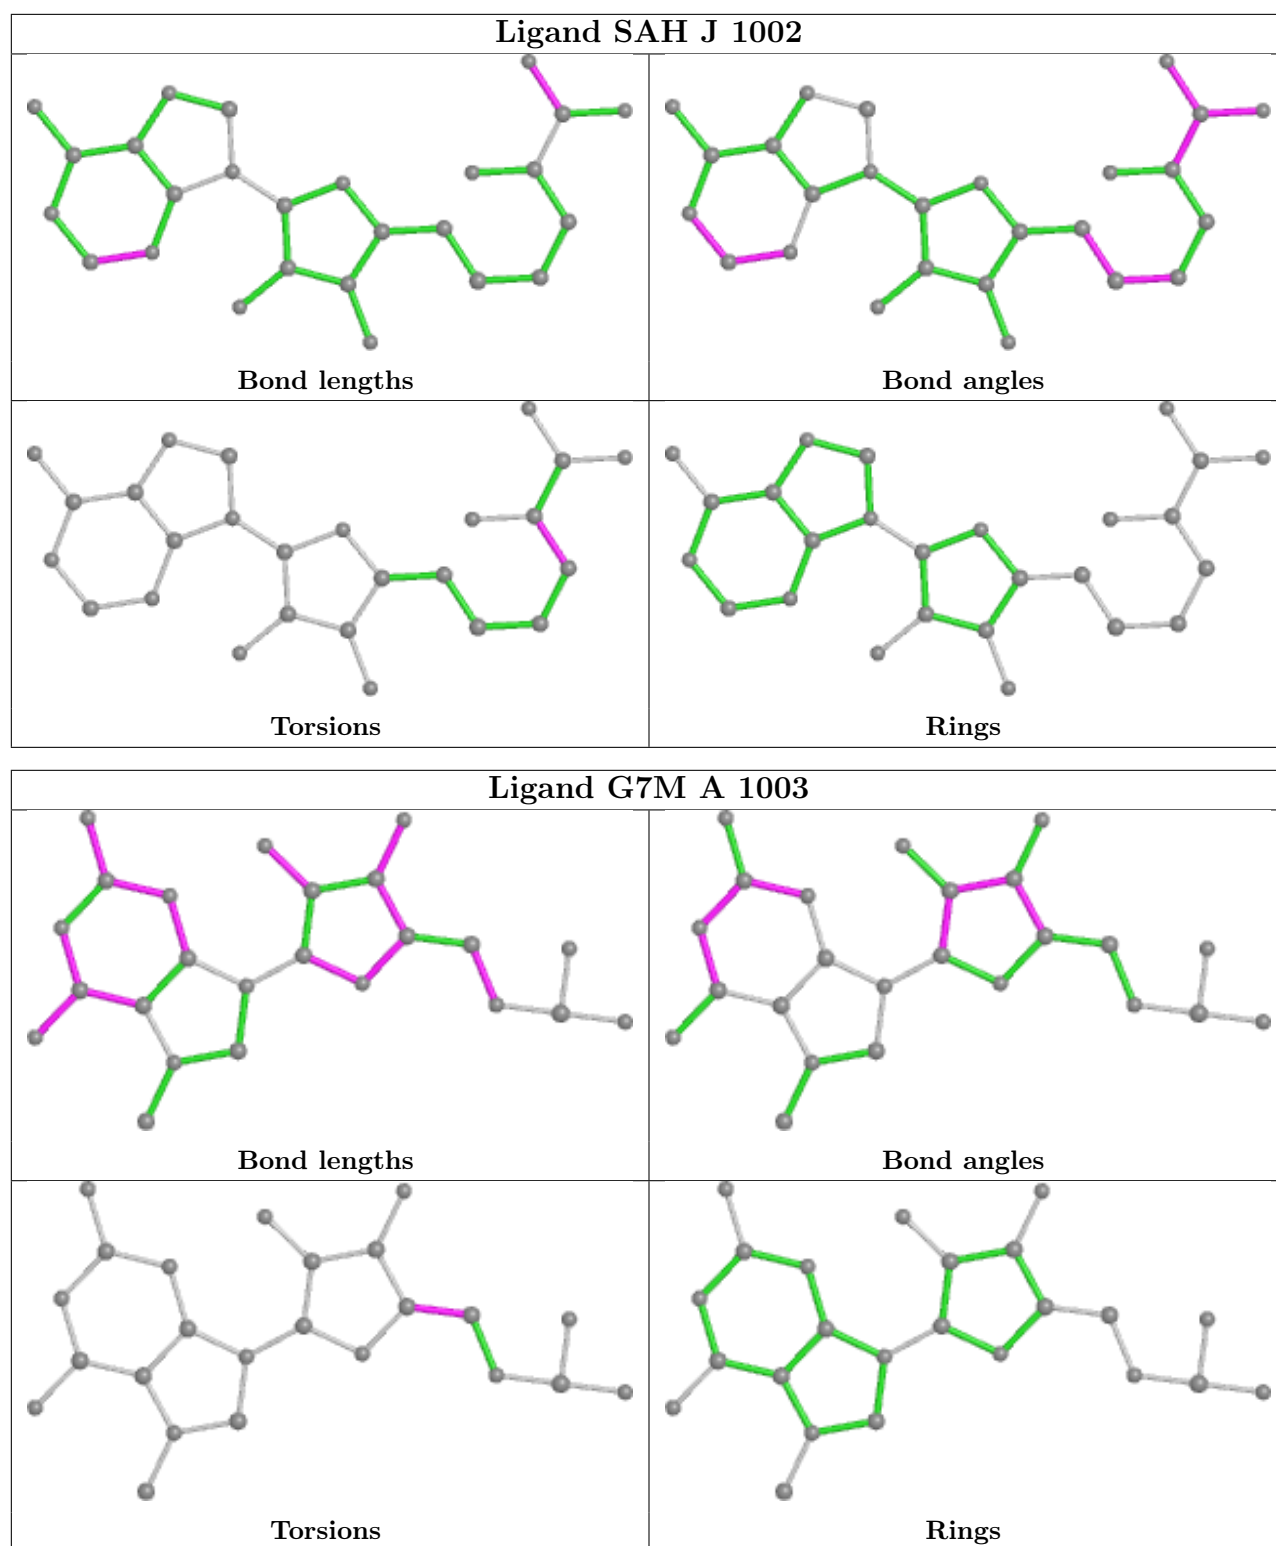 Ligand SAH J 1002
Bond lengths
Bond angles
Torsions
Rings
Ligand G7M A 1003
Bond lengths
Bond angles
Torsions
Rings